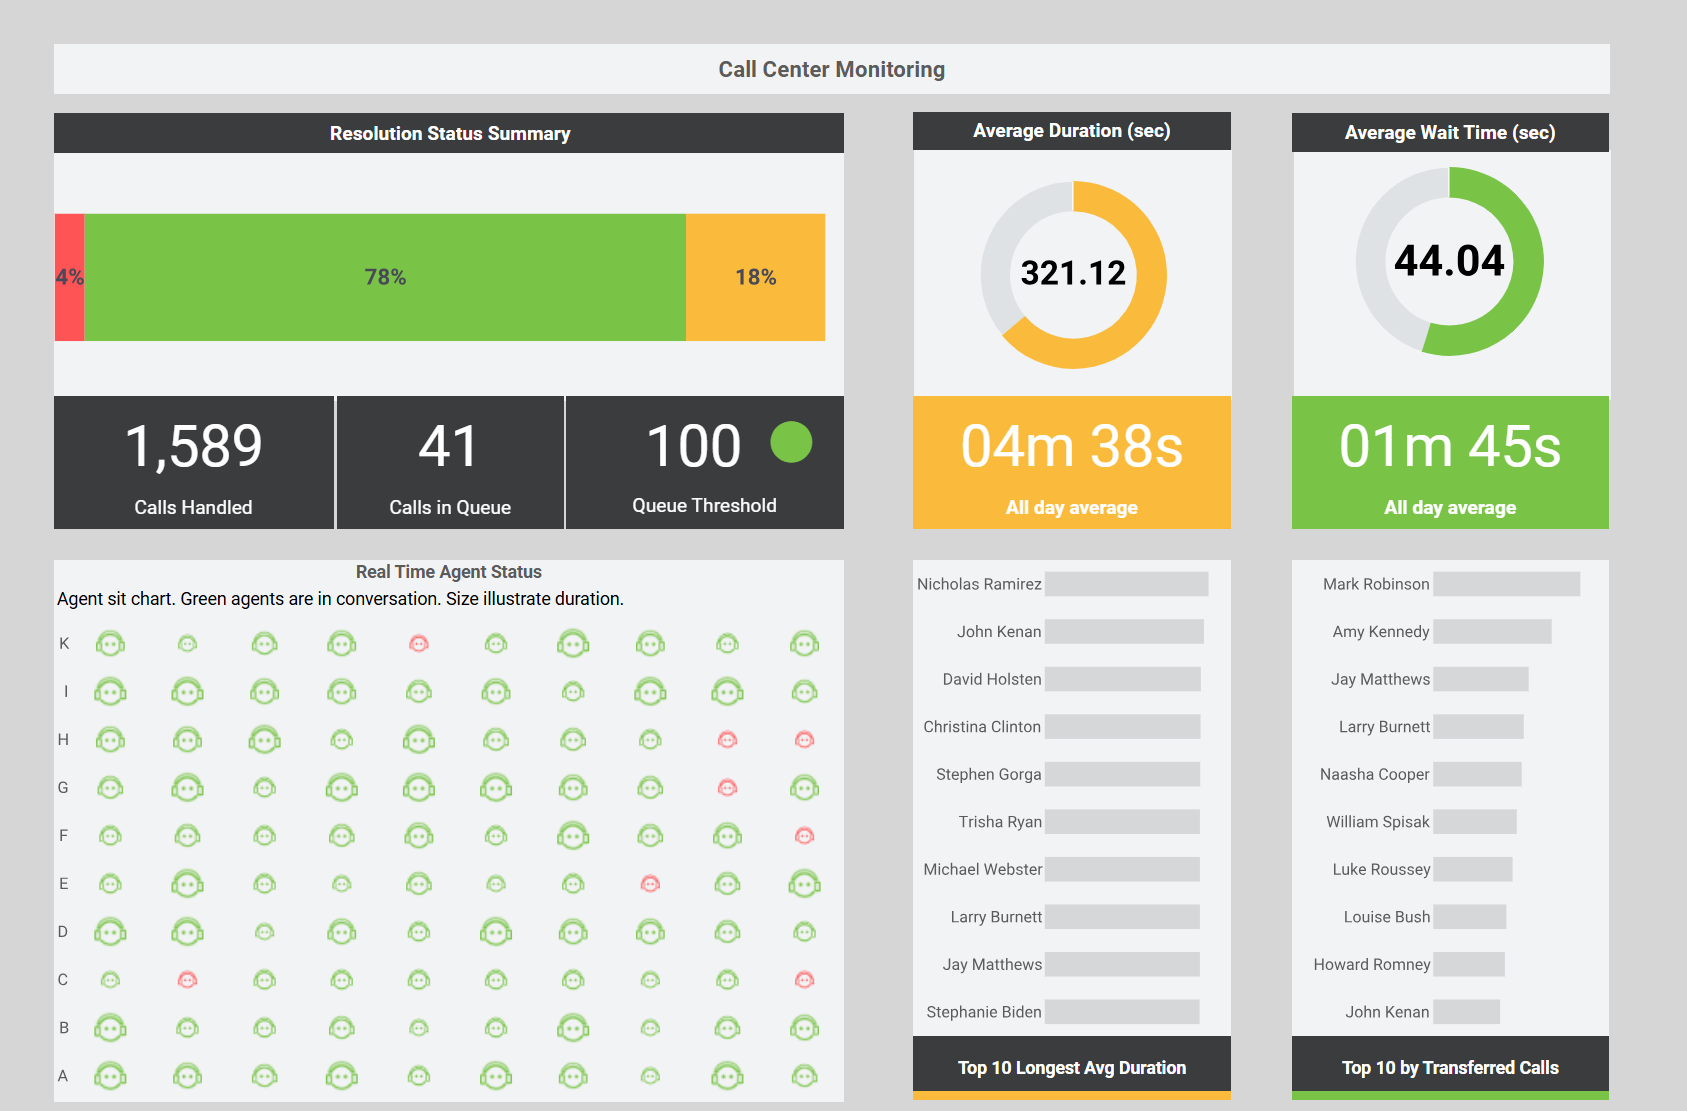 Call Center Monitoring
Resolution Status Summary
4%
78%
18%
1,589
Calls Handled
41
Calls in Queue
100
Queue Threshold
Average Duration (sec)
321.12
04m 38s
All day average
Average Wait Time (sec)
44.04
01m 45s
All day average
Real Time Agent Status
Agent sit chart. Green agents are in conversation. Size illustrate duration.
K
I
H
G
F
E
D
C
B
A
Nicholas Ramirez
John Kenan
David Holsten
Christina Clinton
Stephen Gorga
Trisha Ryan
Michael Webster
Larry Burnett
Jay Matthews
Stephanie Biden
Top 10 Longest Avg Duration
Mark Robinson
Amy Kennedy
Jay Matthews
Larry Burnett
Naasha Cooper
William Spisak
Luke Roussey
Louise Bush
Howard Romney
John Kenan
Top 10 by Transferred Calls